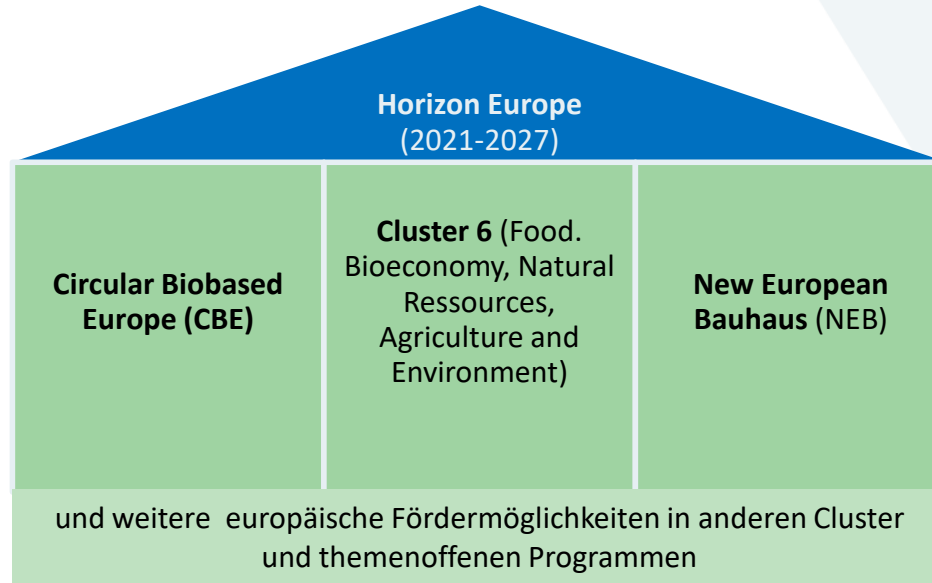 Horizon Europe
(2021-2027)
Circular Biobased
Europe (CBE)
Cluster 6 (Food.
Bioeconomy, Natural
Ressources,
Agriculture and
Environment)
New European
Bauhaus (NEB)
und weitere europäische Fördermöglichkeiten in anderen Cluster
und themenoffenen Programmen